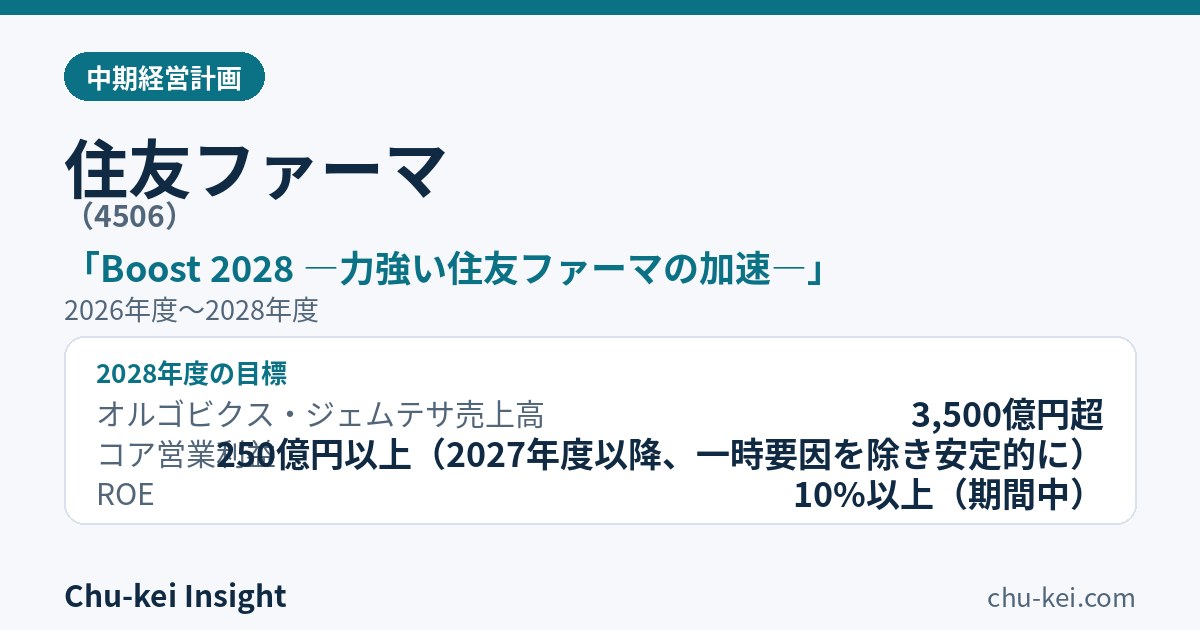 中期経営計画
住友ファーマ
（4506）
「Boost 2028 ―力強い住友ファーマの加速―」
2026年度～2028年度
2028年度の目標
オルゴビクス・ジェムテサ売上高 3,500億円超
コア営業利益 250億円以上（2027年度以降、一時要因を除き安定的に）
ROE 10%以上（期間中）
Chu-kei Insight chu-kei.com